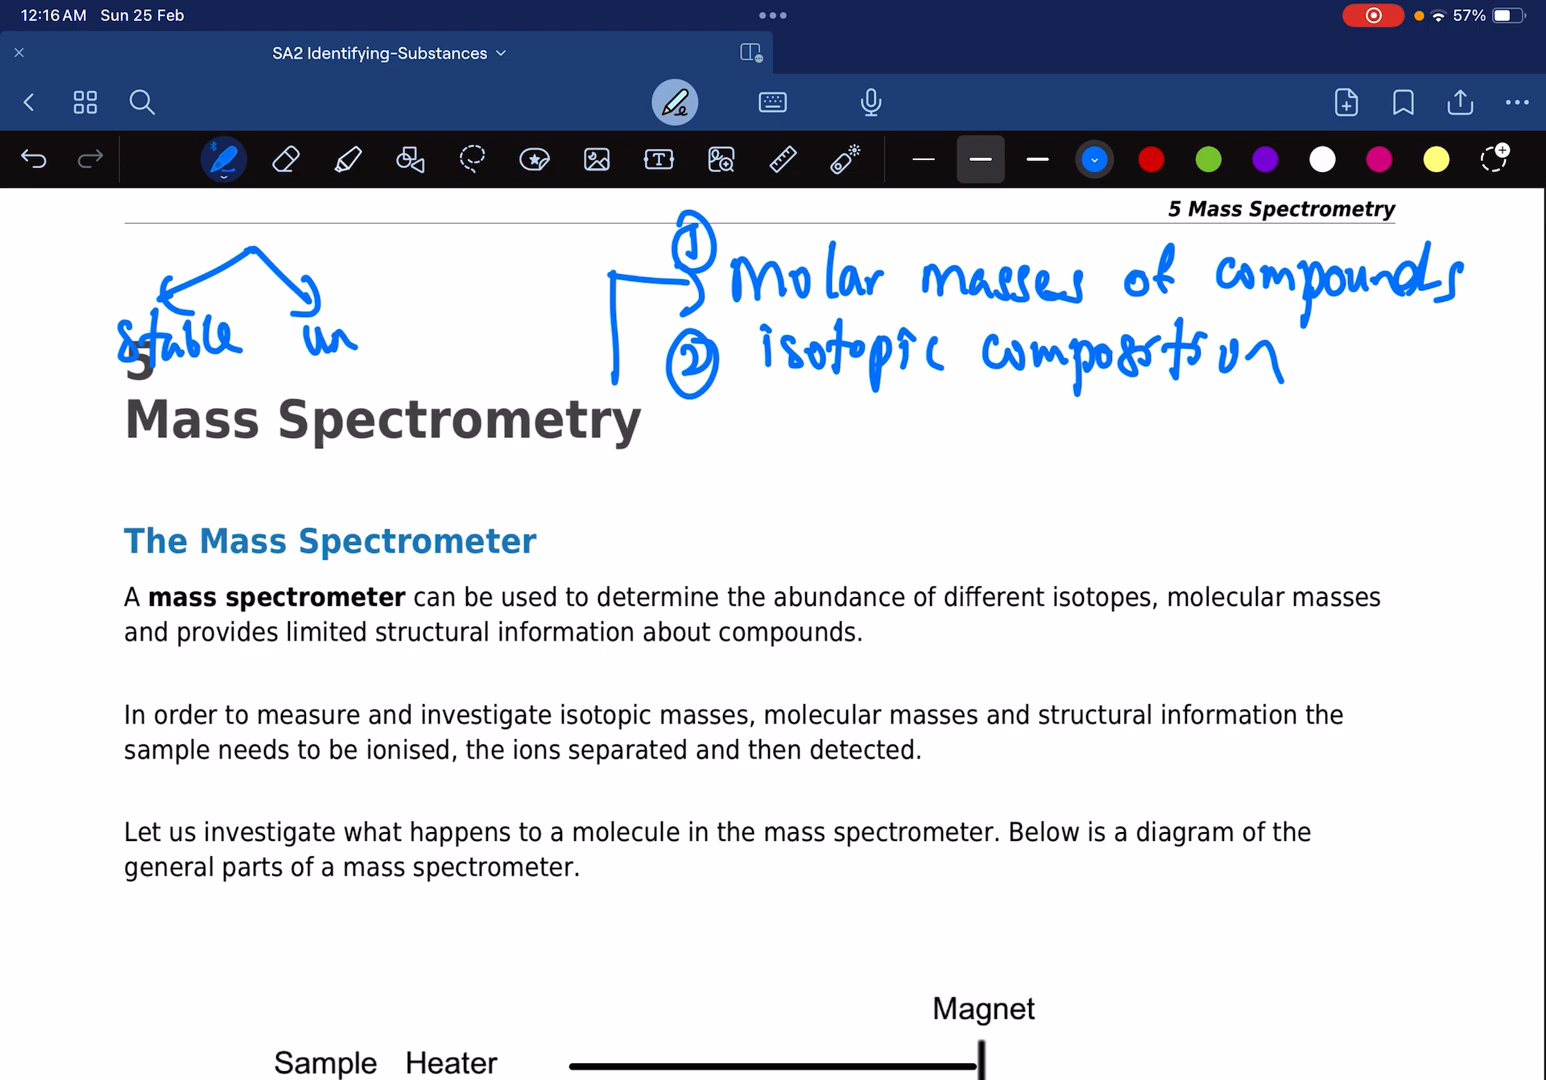 12:16 AM Sun 25 Feb
57%
SA2 Identifying-Substances
5 Mass Spectrometry
① Molar masses of compounds
stable un
② isotopic composition
5
Mass Spectrometry
The Mass Spectrometer
A mass spectrometer can be used to determine the abundance of different isotopes, molecular masses
and provides limited structural information about compounds.
In order to measure and investigate isotopic masses, molecular masses and structural information the
sample needs to be ionised, the ions separated and then detected.
Let us investigate what happens to a molecule in the mass spectrometer. Below is a diagram of the
general parts of a mass spectrometer.
Magnet
Sample Heater